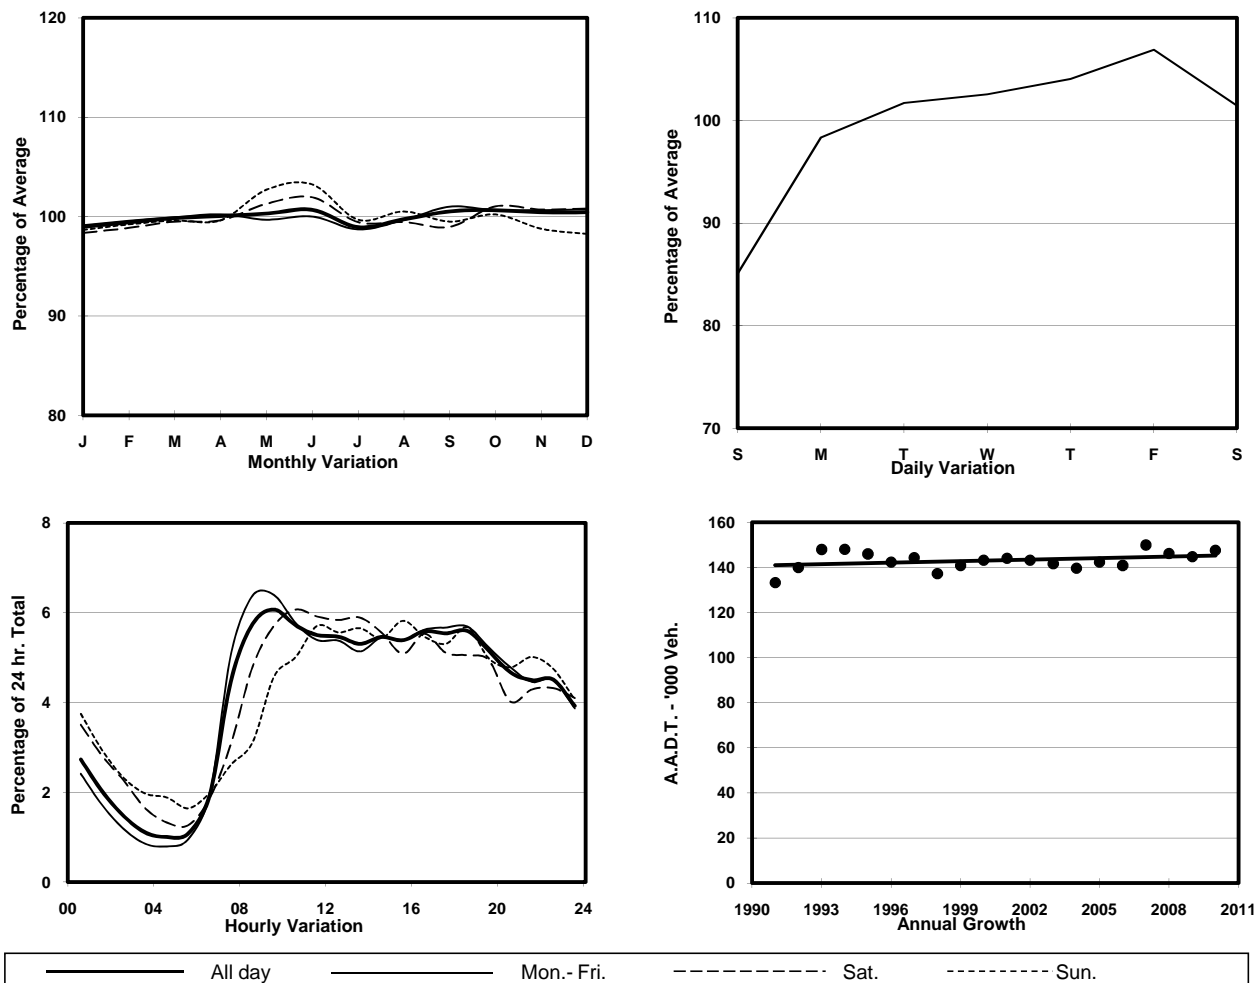 120
110
100
90
80
Percentage of Average
J F M A M J J A S O N D
Monthly Variation
110
100
90
80
70
Percentage of Average
S M T W T F S
Daily Variation
8
6
4
2
0
Percentage of 24 hr. Total
00 04 08 12 16 20 24
Hourly Variation
160
140
120
100
80
60
40
20
0
A.A.D.T. - '000 Veh.
1990 1993 1996 1999 2002 2005 2008 2011
Annual Growth
All day Mon.- Fri. Sat. Sun.